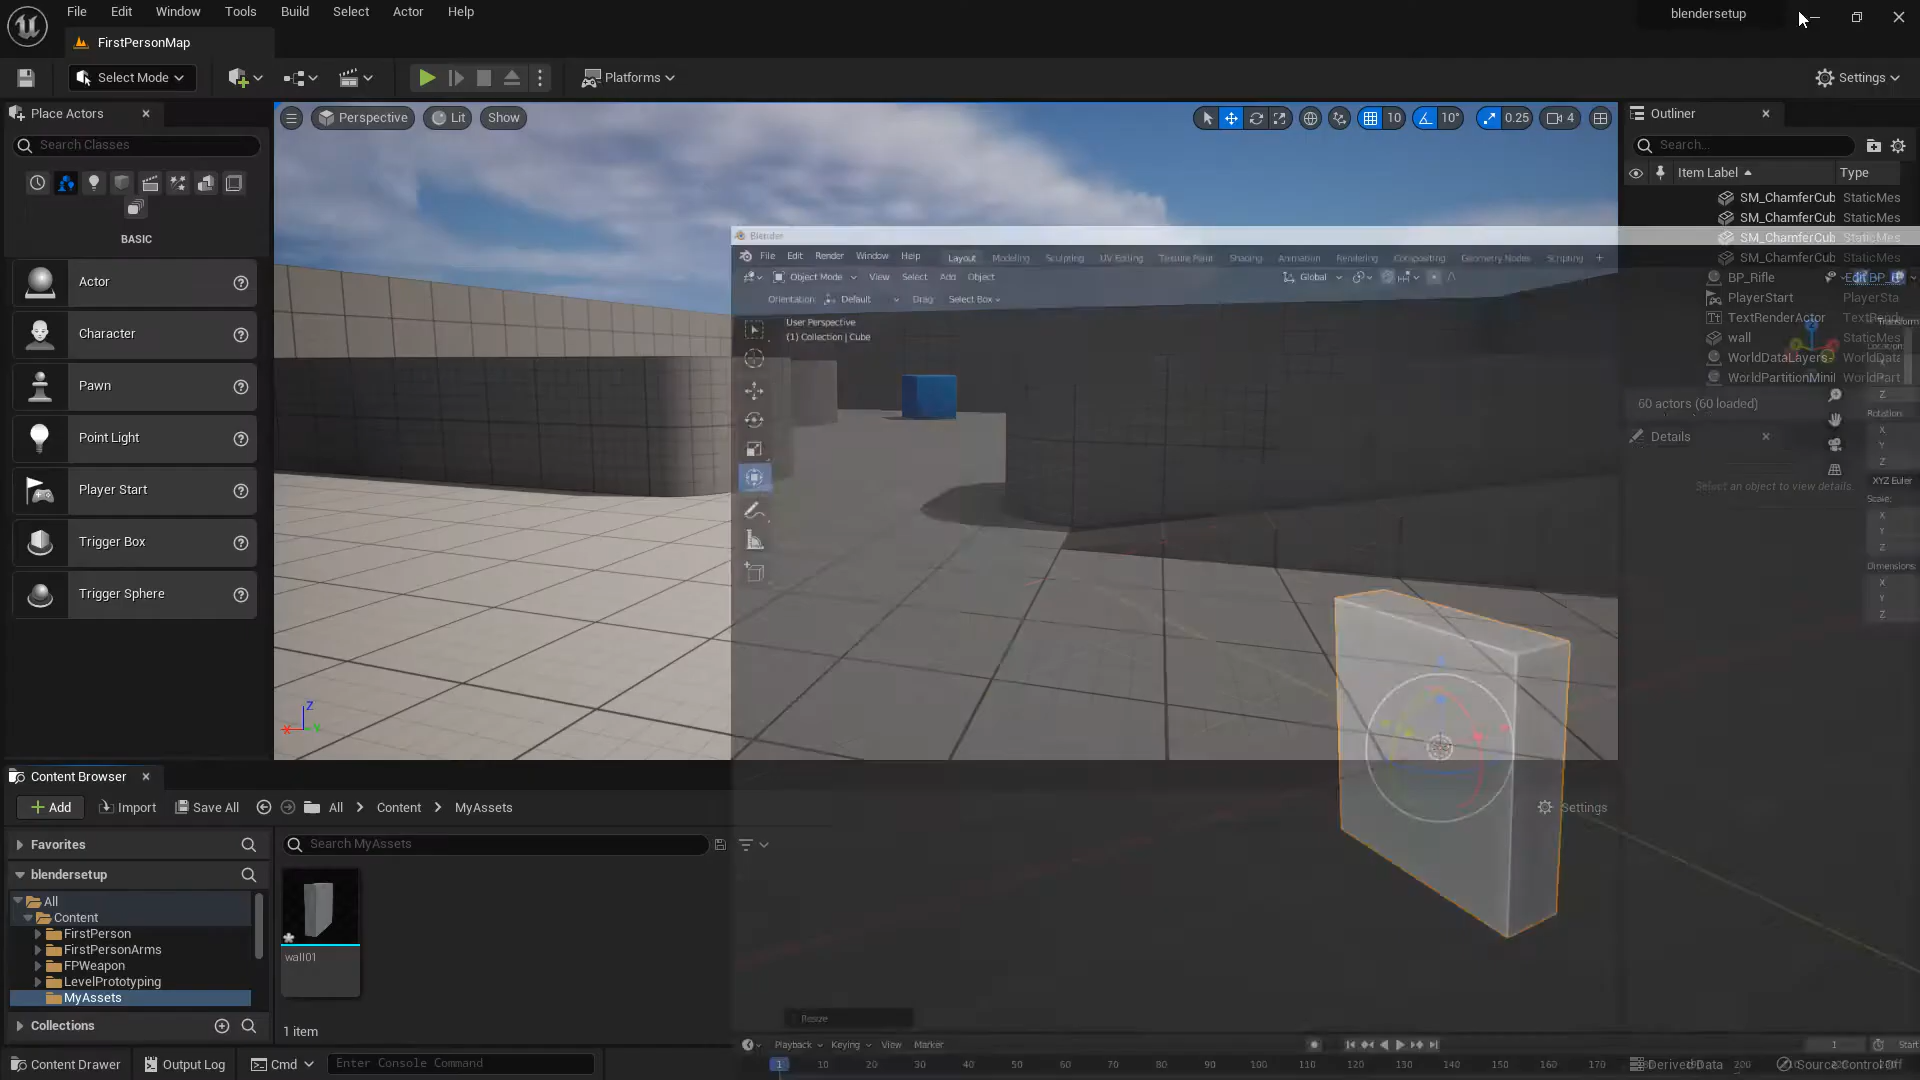 File Edit Window Tools Build Select Actor Help
blendersetup
FirstPersonMap
Select Mode
Platforms
Settings
Place Actors
Search Classes
BASIC
Actor
Character
Pawn
Point Light
Player Start
Trigger Box
Trigger Sphere
Perspective
Lit
Show
10
10°
0.25
4
Z
X
Y
Blender
File Edit Render Window Help
Layout Modeling Sculpting UV Editing Texture Paint Shading Animation Rendering Compositing Geometry Nodes Scripting +
Object Mode View Select Add Object
Global
Orientation: Default Drag: Select Box
User Perspective
(1) Collection | Cube
Outliner
Search...
Item Label Type
SM_ChamferCub StaticMes
SM_ChamferCub StaticMes
SM_ChamferCub StaticMes
SM_ChamferCub StaticMes
BP_Rifle
PlayerStart PlayerSta
TextRenderActor
wall StaticMes
WorldDataLayers- WorldData
WorldPartitionMini WorldPart
60 actors (60 loaded)
Details
Select an object to view details.
Transform
Z
Rotation:
X
Y
Z
XYZ Euler
Scale:
X
Y
Z
Dimensions:
X
Y
Z
Content Browser
Add Import Save All All Content MyAssets
Settings
Favorites
Search MyAssets
blendersetup
All
Content
FirstPerson
FirstPersonArms
FPWeapon
LevelPrototyping
MyAssets
Collections
wall01
1 item
Resize
Playback Keying View Marker
1 Start
1 10 20 30 40 50 60 70 80 90 100 110 120 130 140 150 160 170 200
Content Drawer Output Log Cmd Enter Console Command
Derived Data Source Control Off